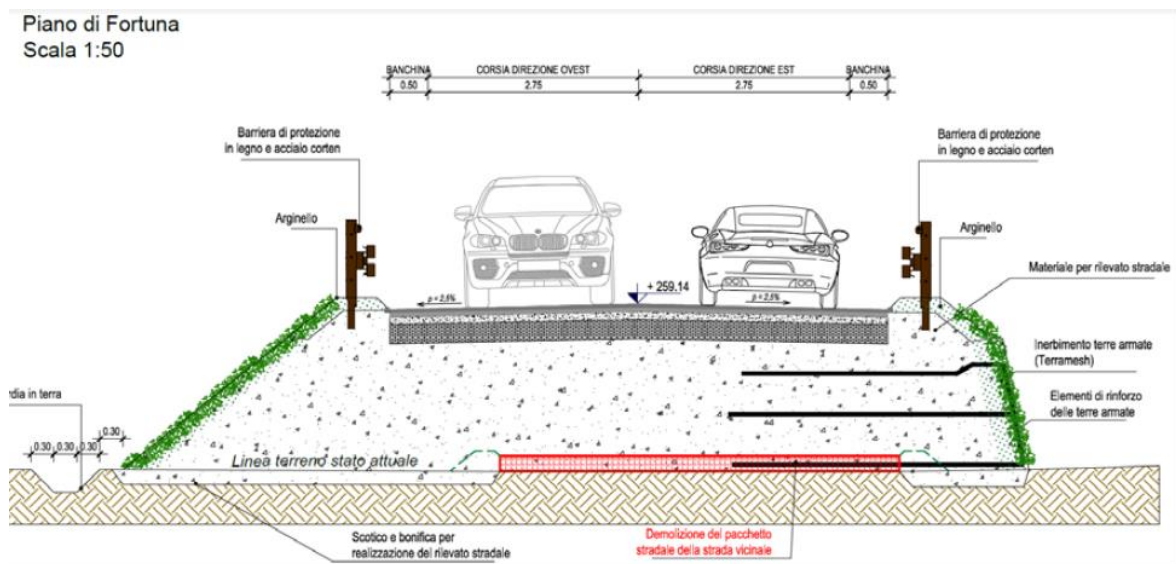 Piano di Fortuna
Scala 1:50
BANCHINA CORSIA DIREZIONE OVEST CORSIA DIREZIONE EST BANCHINA
0.50 2.75 2.75 0.50
Barriera di protezione
in legno e acciaio corten
Barriera di protezione
in legno e acciaio corten
Arginello
Arginello
Materiale per rilevato stradale
+ 259.14
p = 2,5% p = 2,5%
Inerbimento terre armate
(Terramesh)
Elementi di rinforzo
delle terre armate
rdia in terra
0.30
0.30 0.30 0.30
Linea terreno stato attuale
Scotico e bonifica per
realizzazione del rilevato stradale
Demolizione del pacchetto
stradale della strada vicinale